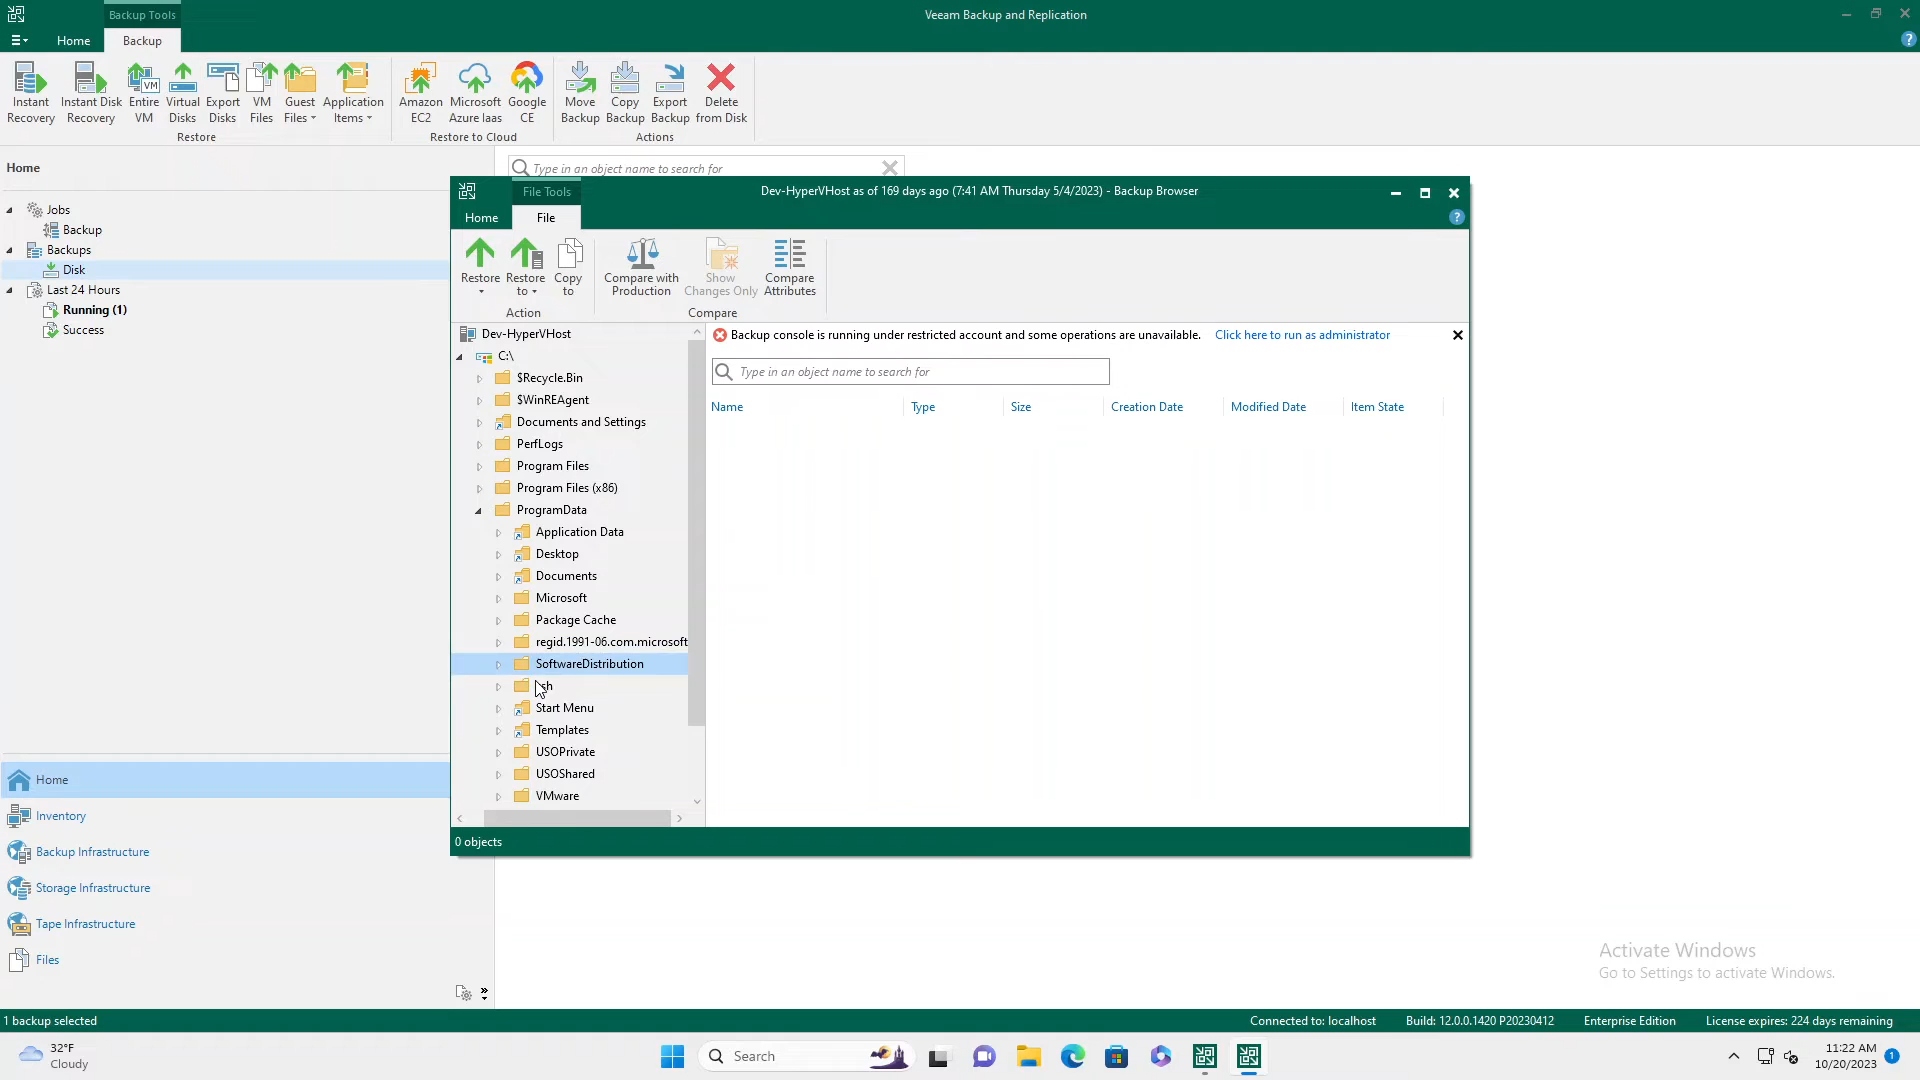 Backup Tools
Veeam Backup and Replication
Home
Backup
Instant Recovery
Instant Disk Recovery
Entire VM
Virtual Disks
Export Disks
VM Files
Guest Files
Application Items
Amazon EC2
Microsoft Azure Iaas
Google CE
Move Backup
Copy Backup
Export Backup
Delete from Disk
Restore
Restore to Cloud
Actions
Home
Type in an object name to search for
Jobs
Backup
Backups
Disk
Last 24 Hours
Running (1)
Success
File Tools
Dev-HyperVHost as of 169 days ago (7:41 AM Thursday 5/4/2023) - Backup Browser
Home
File
Restore
Restore to
Copy to
Compare with Production
Show Changes Only
Compare Attributes
Action
Compare
Dev-HyperVHost
Backup console is running under restricted account and some operations are unavailable.
Click here to run as administrator
C:\
Type in an object name to search for
$Recycle.Bin
$WinREAgent
Name
Type
Size
Creation Date
Modified Date
Item State
Documents and Settings
PerfLogs
Program Files
Program Files (x86)
ProgramData
Application Data
Desktop
Documents
Microsoft
Package Cache
regid.1991-06.com.microsoft
SoftwareDistribution
Start Menu
Templates
USOPrivate
USOShared
VMware
0 objects
Home
Inventory
Backup Infrastructure
Storage Infrastructure
Tape Infrastructure
Files
Activate Windows
Go to Settings to activate Windows.
1 backup selected
Connected to: localhost
Build: 12.0.0.1420 P20230412
Enterprise Edition
License expires: 224 days remaining
32°F
Cloudy
Search
11:22 AM
10/20/2023
1